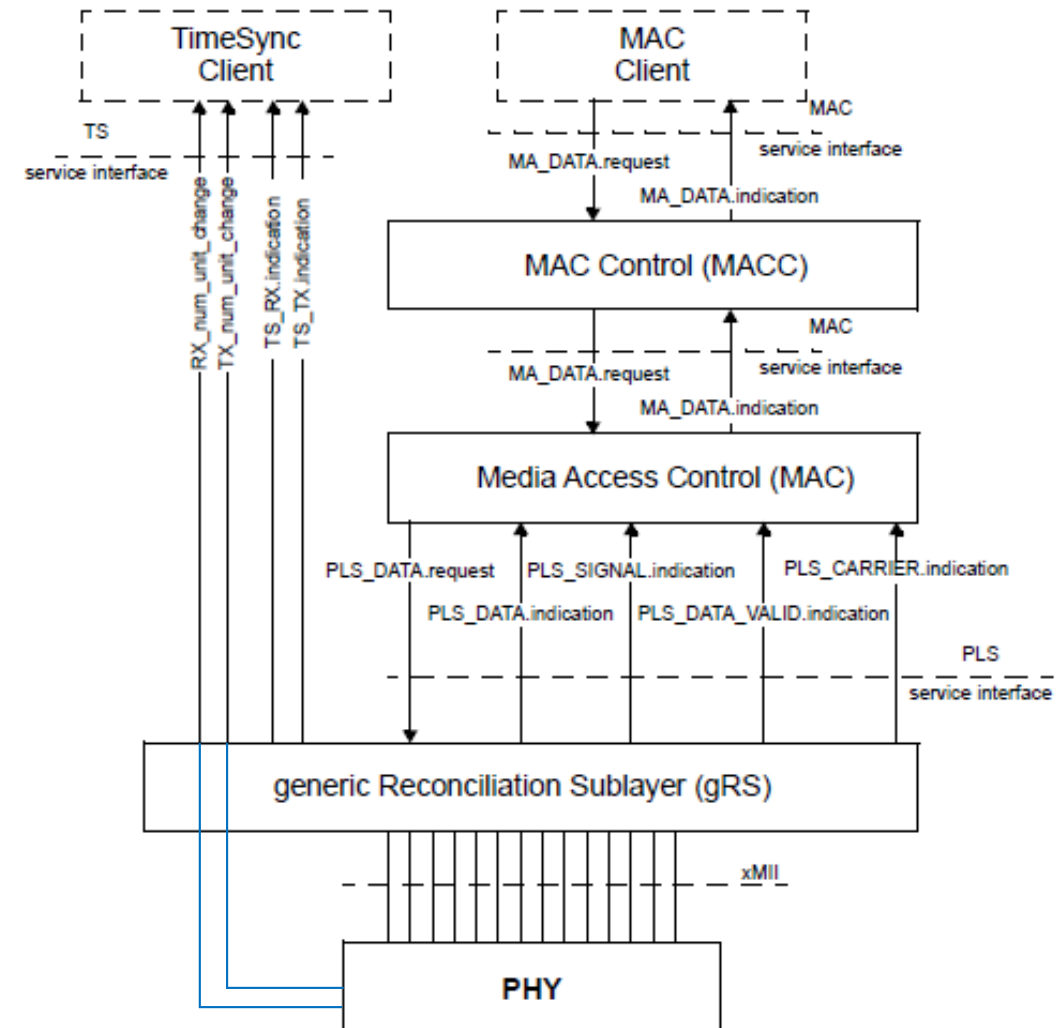 TimeSync
Client
MAC
Client
TS
service interface
MAC
service interface
MA_DATA.request
MA_DATA.indication
RX_num_unit_change
TX_num_unit_change
TS_RX.indication
TS_TX.indication
MAC Control (MACC)
MAC
service interface
MA_DATA.request
MA_DATA.indication
Media Access Control (MAC)
PLS_DATA.request
PLS_SIGNAL.indication
PLS_CARRIER.indication
PLS_DATA.indication
PLS_DATA_VALID.indication
PLS
service interface
generic Reconciliation Sublayer (gRS)
xMII
PHY